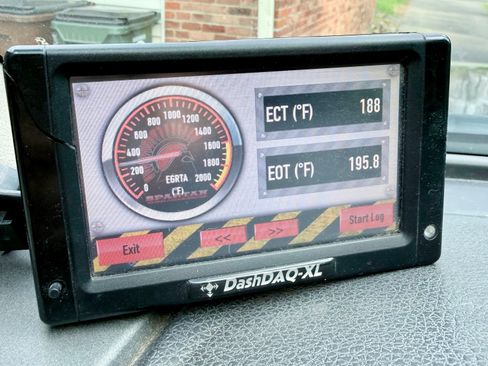 0
200
400
600
800
1000
1200
1400
1600
1800
2000
EGRTA
(°F)
SPARTAN
ECT (°F) 188
EOT (°F) 195.8
Exit << >> Start Log
DashDAQ-XL